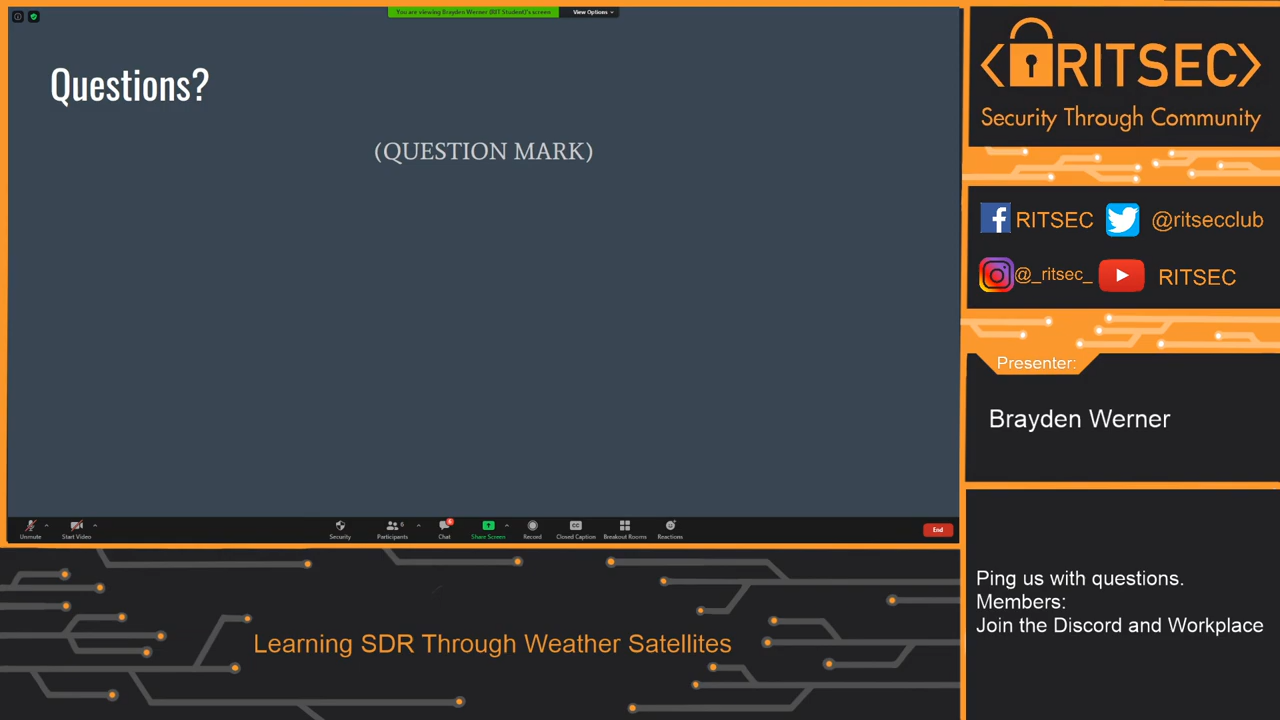 You are viewing Brayden Werner (RIT Student)'s screen
View Options
Questions?
(QUESTION MARK)
Unmute
Start Video
Security
Participants
6
Chat
Share Screen
Record
CC
Closed Caption
Breakout Rooms
Reactions
End
Learning SDR Through Weather Satellites
RITSEC
Security Through Community
RITSEC @ritsecclub
@_ritsec_ RITSEC
Presenter:
Brayden Werner
Ping us with questions.
Members:
Join the Discord and Workplace